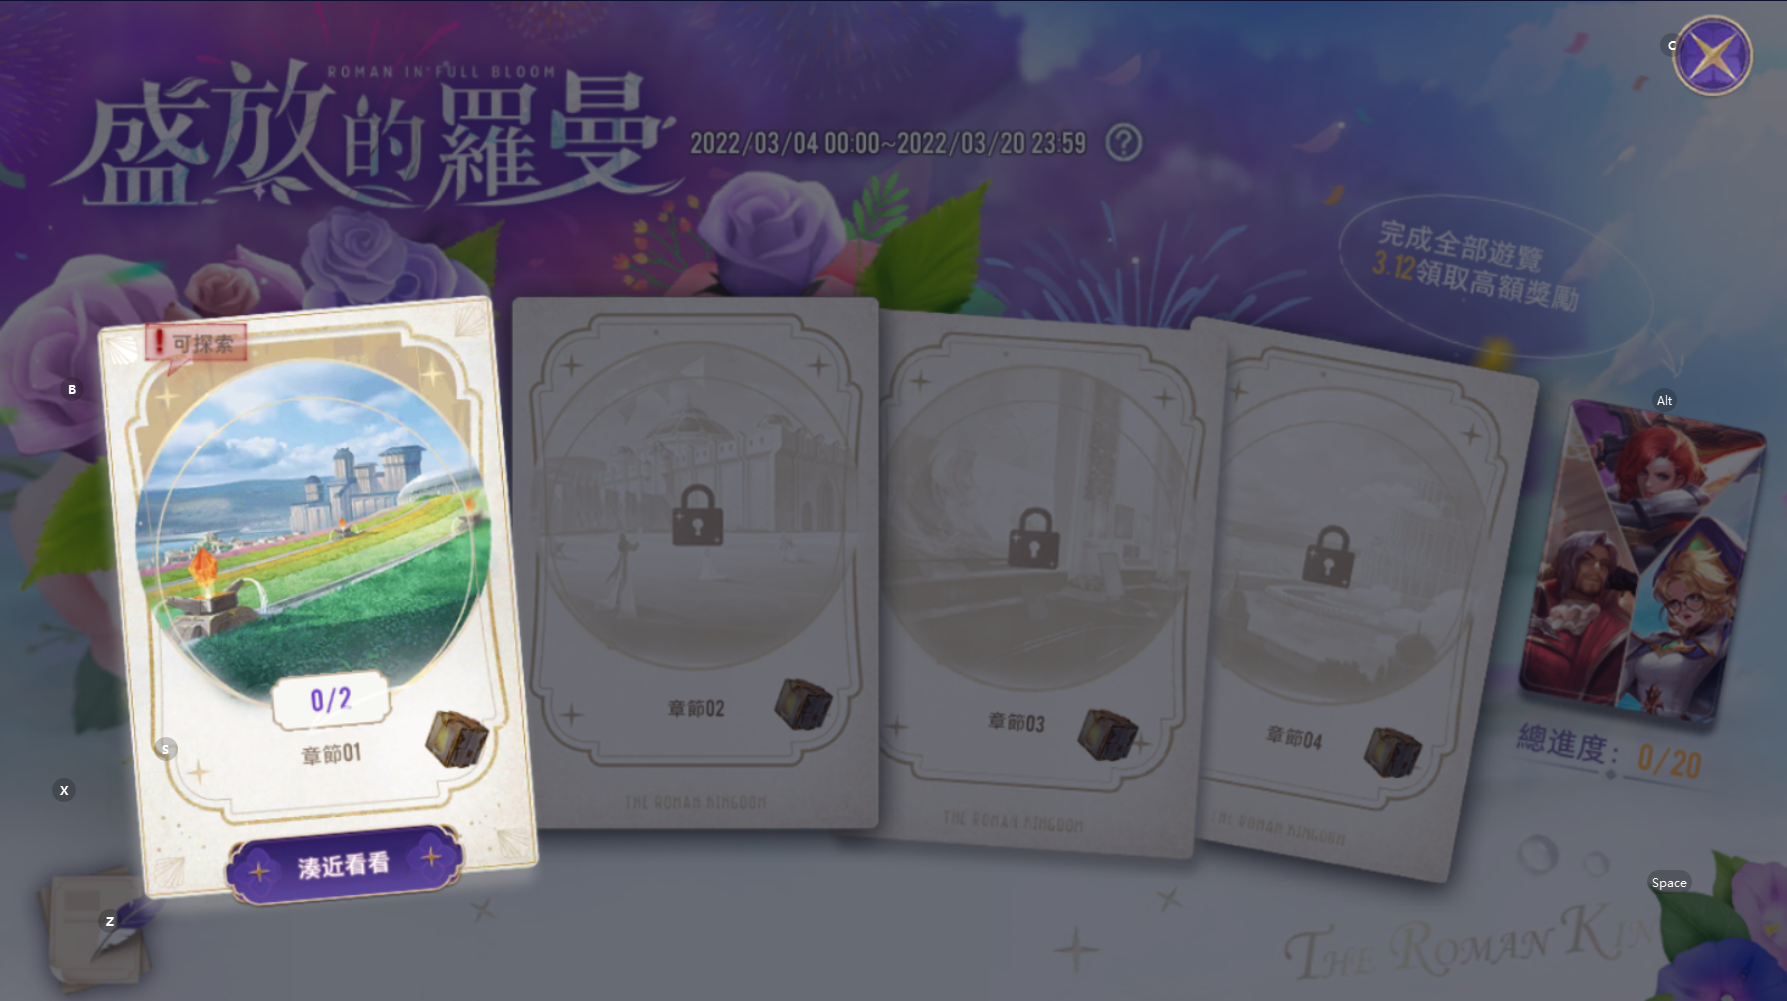 ROMAN IN FULL BLOOM
盛放的羅曼
2022/03/04 00:00~2022/03/20 23:59
?
C
完成全部遊覽
3.12領取高額獎勵
! 可探索
B
Alt
0/2
章節01
章節02
章節03
章節04
S
X
總進度：0/20
THE ROMAN KINGDOM
THE ROMAN KINGDOM
THE ROMAN KINGDOM
湊近看看
Space
Z
THE ROMAN KIN